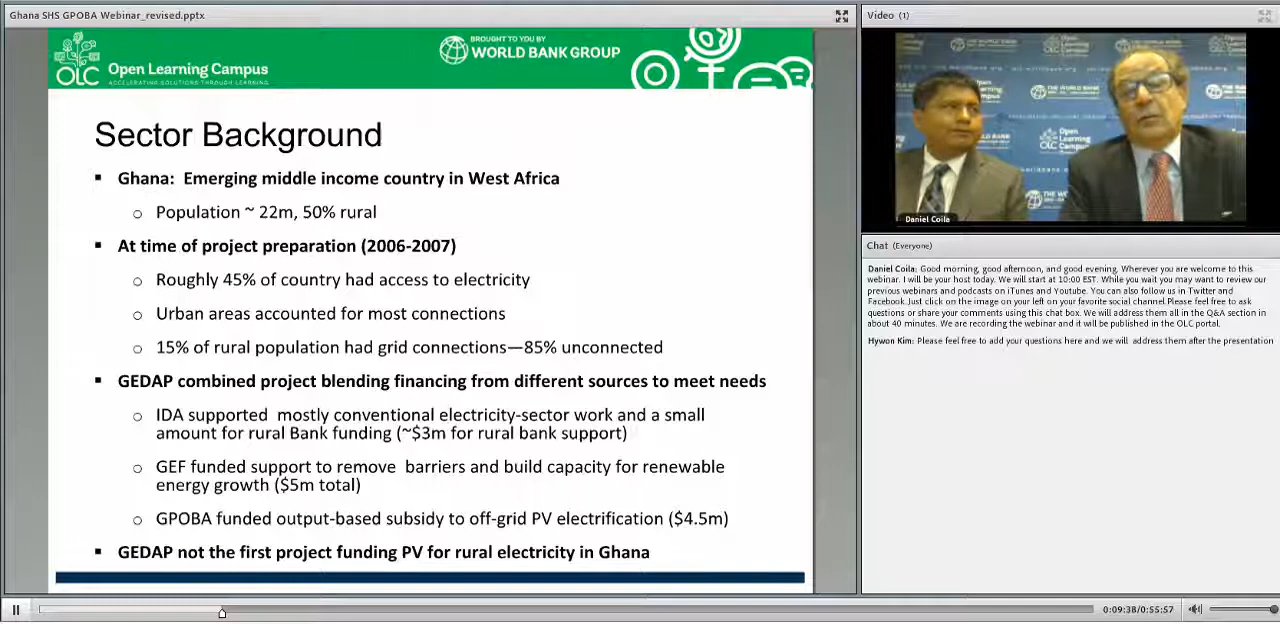 Ghana SHS GPOBA Webinar_revised.pptx
OLC Open Learning Campus
ACCELERATING SOLUTIONS THROUGH LEARNING
BROUGHT TO YOU BY
WORLD BANK GROUP
Sector Background
▪ Ghana: Emerging middle income country in West Africa
o Population ~ 22m, 50% rural
▪ At time of project preparation (2006-2007)
o Roughly 45% of country had access to electricity
o Urban areas accounted for most connections
o 15% of rural population had grid connections—85% unconnected
▪ GEDAP combined project blending financing from different sources to meet needs
o IDA supported mostly conventional electricity-sector work and a small
amount for rural Bank funding (~$3m for rural bank support)
o GEF funded support to remove barriers and build capacity for renewable
energy growth ($5m total)
o GPOBA funded output-based subsidy to off-grid PV electrification ($4.5m)
▪ GEDAP not the first project funding PV for rural electricity in Ghana
Video (1)
THE WORLD BANK
Open
Learning
OLC Campus
Daniel Coila
Chat (Everyone)
Daniel Coila: Good morning, good afternoon, and good evening. Wherever you are welcome to this
webinar. I will be your host today. We will start at 10:00 EST. While you wait you may want to review our
previous webinars and podcasts on iTunes and Youtube. You can also follow us in Twitter and
Facebook.Just click on the image on your left on your favorite social channel.Please feel free to ask
questions or share your comments using this chat box. We will address them all in the Q&A section in
about 40 minutes. We are recording the webinar and it will be published in the OLC portal.
Hywon Kim: Please feel free to add your questions here and we will address them after the presentation
0:09:38/0:55:57